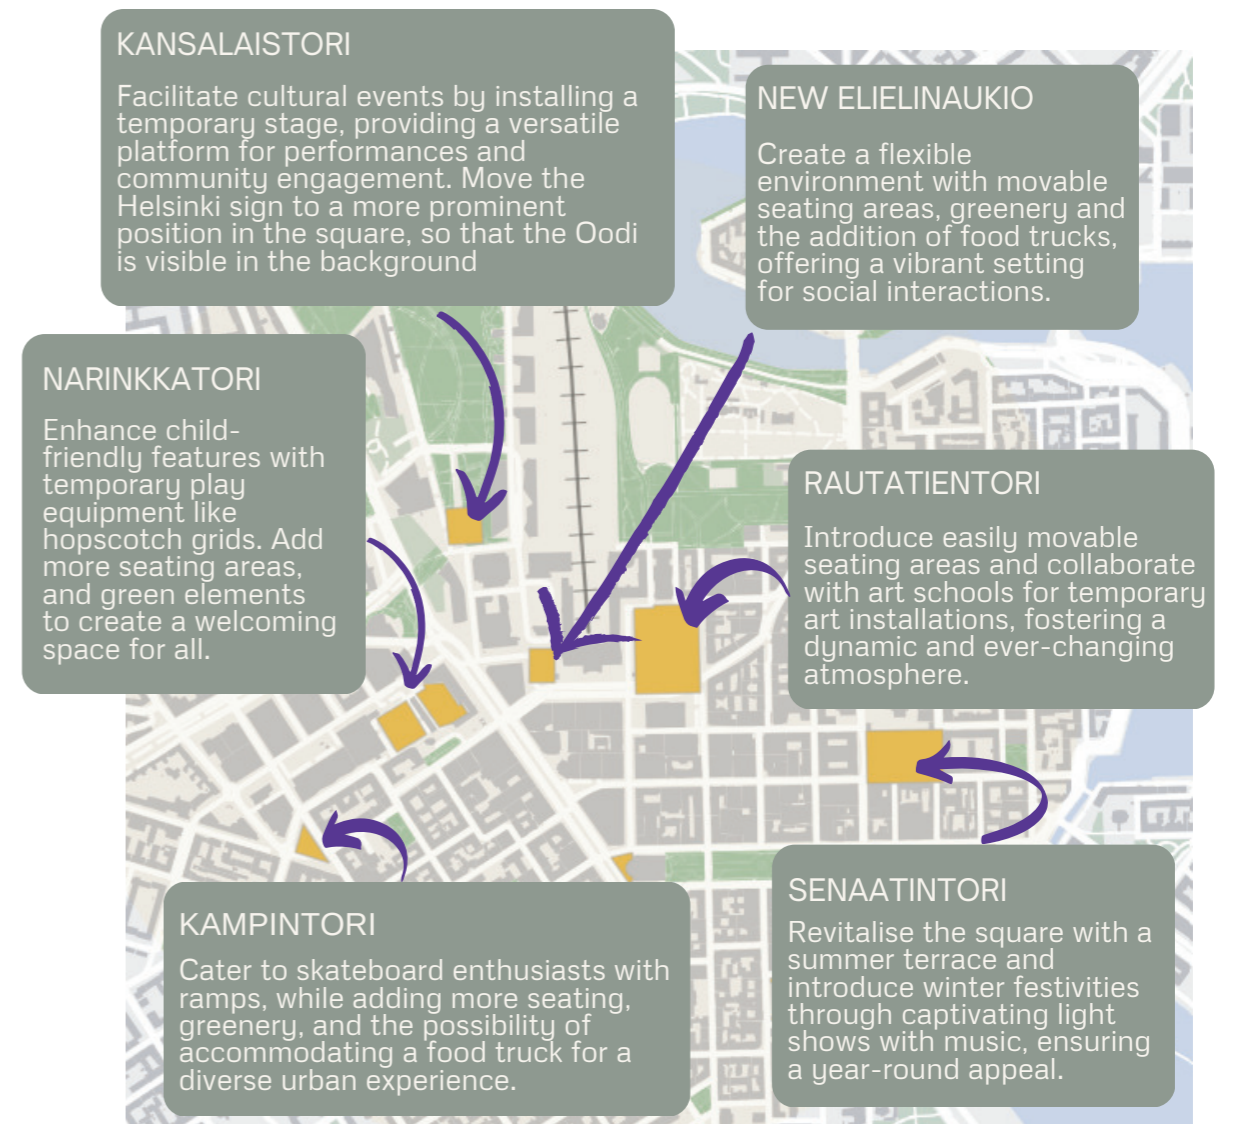 KANSALAISTORI
Facilitate cultural events by installing a
temporary stage, providing a versatile
platform for performances and
community engagement. Move the
Helsinki sign to a more prominent
position in the square, so that the Oodi
is visible in the background
NEW ELIELINAUKIO
Create a flexible
environment with movable
seating areas, greenery and
the addition of food trucks,
offering a vibrant setting
for social interactions.
NARINKKATORI
Enhance child-
friendly features with
temporary play
equipment like
hopscotch grids. Add
more seating areas,
and green elements
to create a welcoming
space for all.
RAUTATIENTORI
Introduce easily movable
seating areas and collaborate
with art schools for temporary
art installations, fostering a
dynamic and ever-changing
atmosphere.
KAMPINTORI
Cater to skateboard enthusiasts with
ramps, while adding more seating,
greenery, and the possibility of
accommodating a food truck for a
diverse urban experience.
SENAATINTORI
Revitalise the square with a
summer terrace and
introduce winter festivities
through captivating light
shows with music, ensuring
a year-round appeal.